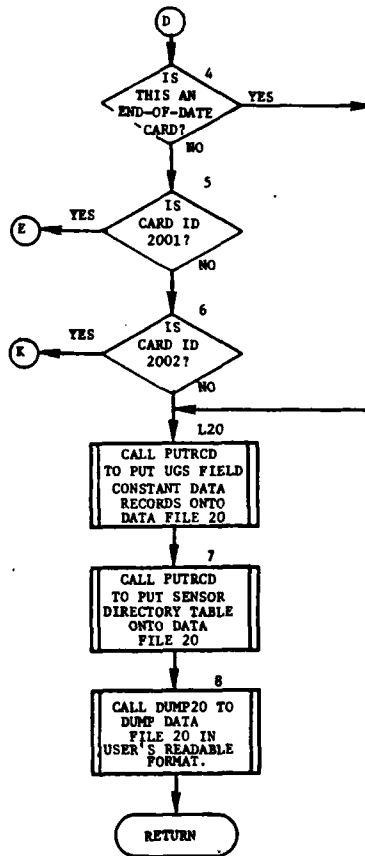 D
4
IS
THIS AN
END-OF-DATE
CARD?
YES
NO
5
IS
CARD ID
2001?
YES
E
NO
6
IS
CARD ID
2002?
YES
K
NO
L20
CALL PUTRCD
TO PUT UGS FIELD
CONSTANT DATA
RECORDS ONTO
DATA FILE 20
7
CALL PUTRCD
TO PUT SENSOR
DIRECTORY TABLE
ONTO DATA
FILE 20
8
CALL DUMP20 TO
DUMP DATA
FILE 20 IN
USER'S READABLE
FORMAT.
RETURN